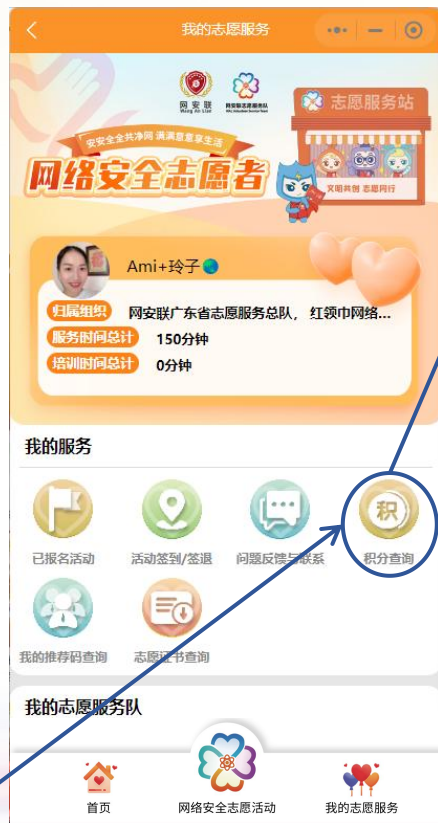 我的志愿服务
网安联
Wang An Lian
网安联志愿服务队
WAL Volunteer Service Team
志愿服务站
安安全全共净网 满满意意享生活
网络安全志愿者
文明共创 志愿同行
Ami+玲子
归属组织 网安联广东省志愿服务总队， 红领巾网络...
服务时间总计 150分钟
培训时间总计 0分钟
我的服务
积
已报名活动 活动签到/签退 问题反馈与联系 积分查询
我的推荐码查询 志愿证书查询
我的志愿服务队
首页 网络安全志愿活动 我的志愿服务